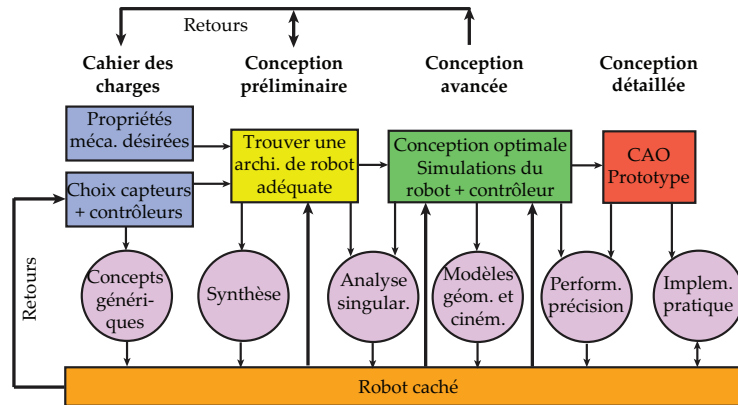 Retours
Cahier des
charges
Conception
préliminaire
Conception
avancée
Conception
détaillée
Propriétés
méca. désirées
Trouver une
archi. de robot
adéquate
Conception optimale
Simulations du
robot + contrôleur
CAO
Prototype
Choix capteurs
+ contrôleurs
Retours
Concepts
généri-
ques
Synthèse
Analyse
singular.
Modèles
géom. et
ciném.
Perform.
précision
Implem.
pratique
Robot caché